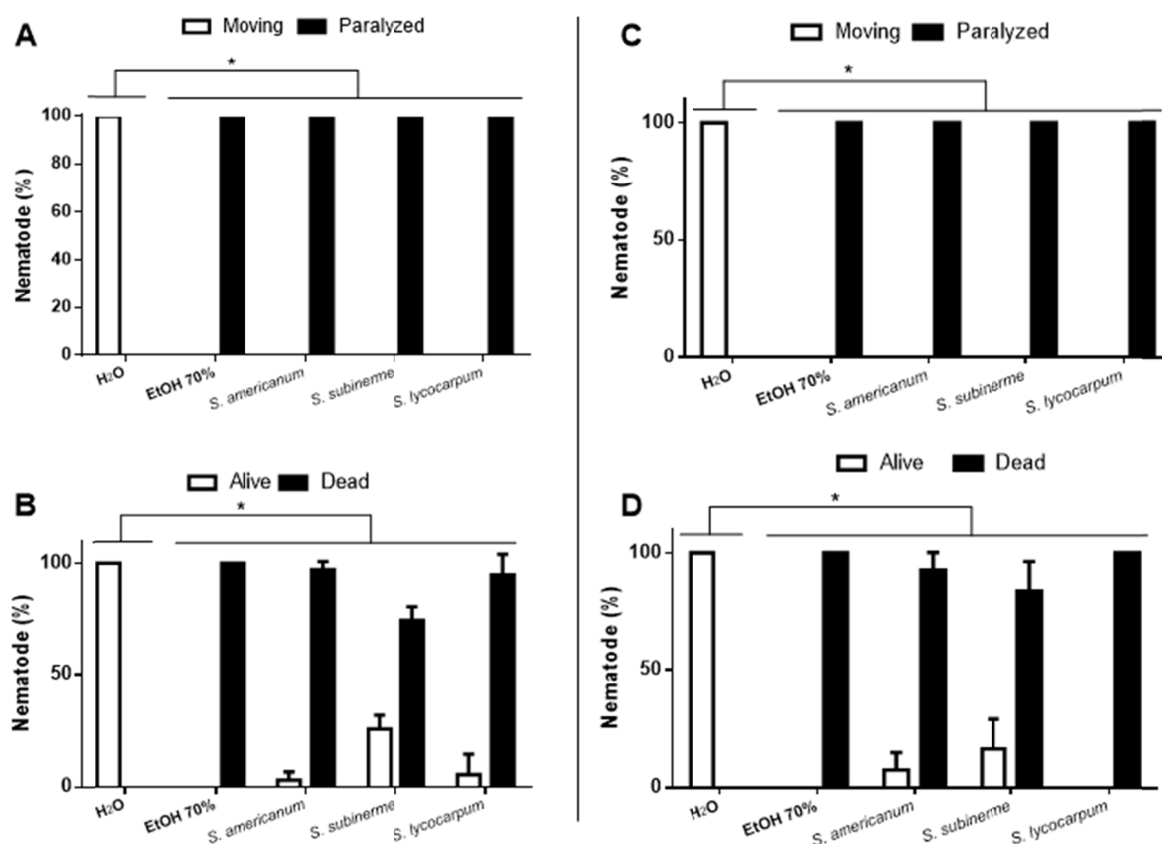 A
Moving Paralyzed
*
Nematode (%)
100
80
60
40
20
0
H2O
EtOH 70%
S. americanum
S. subinerme
S. lycocarpum
B
Alive Dead
*
Nematode (%)
100
50
0
H2O
EtOH 70%
S. americanum
S. subinerme
S. lycocarpum
C
Moving Paralyzed
*
Nematode (%)
100
50
0
H2O
EtOH 70%
S. americanum
S. subinerme
S. lycocarpum
D
Alive Dead
*
Nematode (%)
100
50
0
H2O
EtOH 70%
S. americanum
S. subinerme
S. lycocarpum